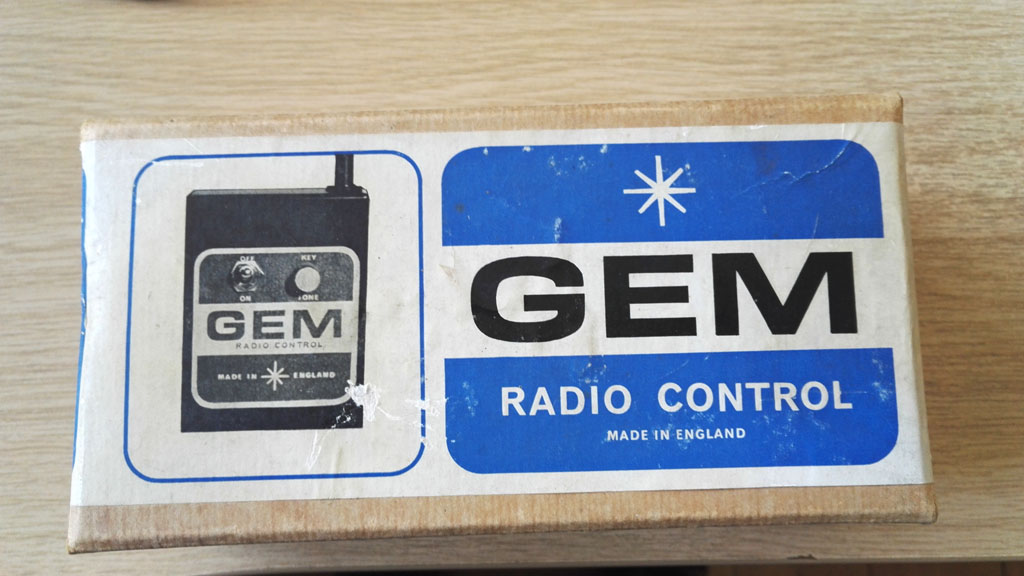 OFF KEY
ON TONE
GEM
RADIO CONTROL
MADE IN ENGLAND
GEM
RADIO CONTROL
MADE IN ENGLAND